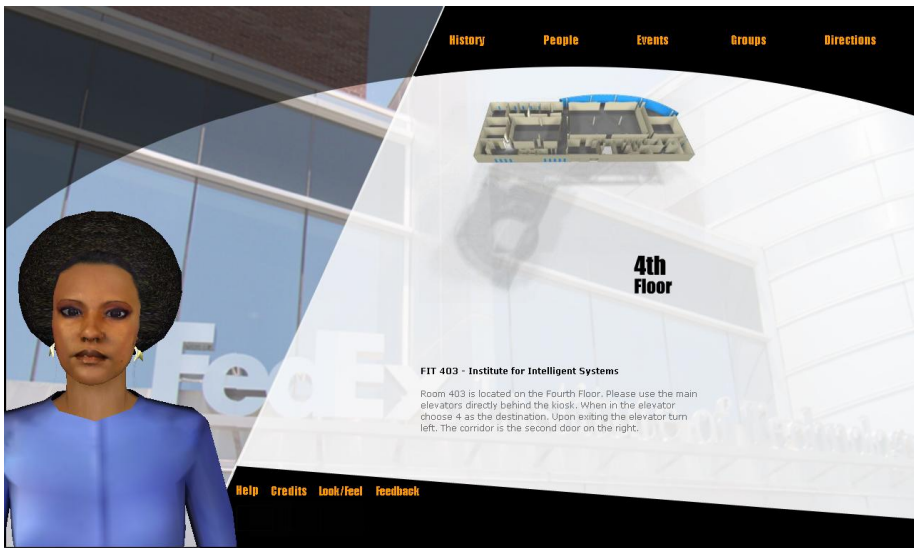 History People Events Groups Directions
4th
Floor
FedEx
FIT 403 - Institute for Intelligent Systems
Room 403 is located on the Fourth Floor. Please use the main
elevators directly behind the kiosk. When in the elevator
choose 4 as the destination. Upon exiting the elevator turn
left. The corridor is the second door on the right.
Help Credits Look/Feel Feedback